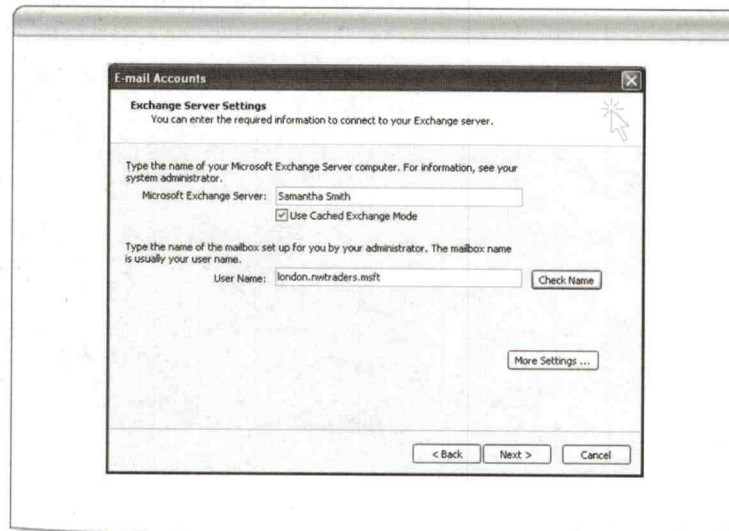 E-mail Accounts
Exchange Server Settings
You can enter the required information to connect to your Exchange server.
Type the name of your Microsoft Exchange Server computer. For information, see your
system administrator.
Microsoft Exchange Server: Samantha Smith
Use Cached Exchange Mode
Type the name of the mailbox set up for you by your administrator. The mailbox name
is usually your user name.
User Name: london.nwtraders.msft Check Name
More Settings ...
< Back Next > Cancel